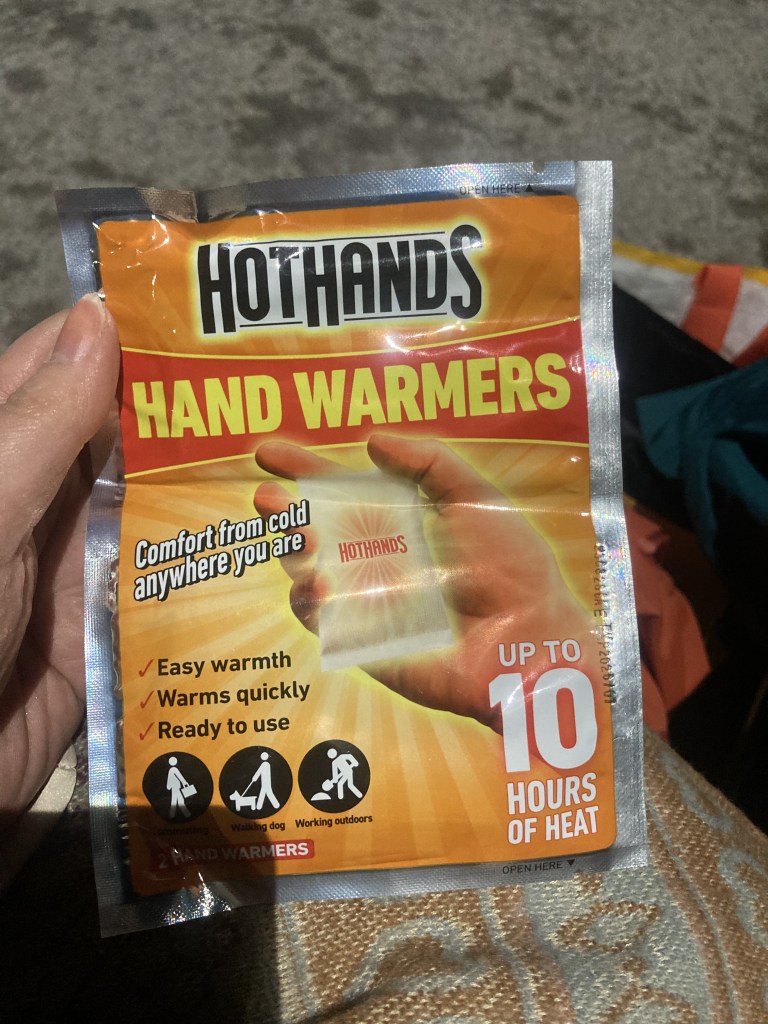 OPEN HERE ▲
HOTHANDS
HAND WARMERS
Comfort from cold
anywhere you are
HOTHANDS
✓Easy warmth
✓Warms quickly
✓Ready to use
UP TO
10
HOURS
OF HEAT
Walking dog
Working outdoors
2 HAND WARMERS
OPEN HERE ▼